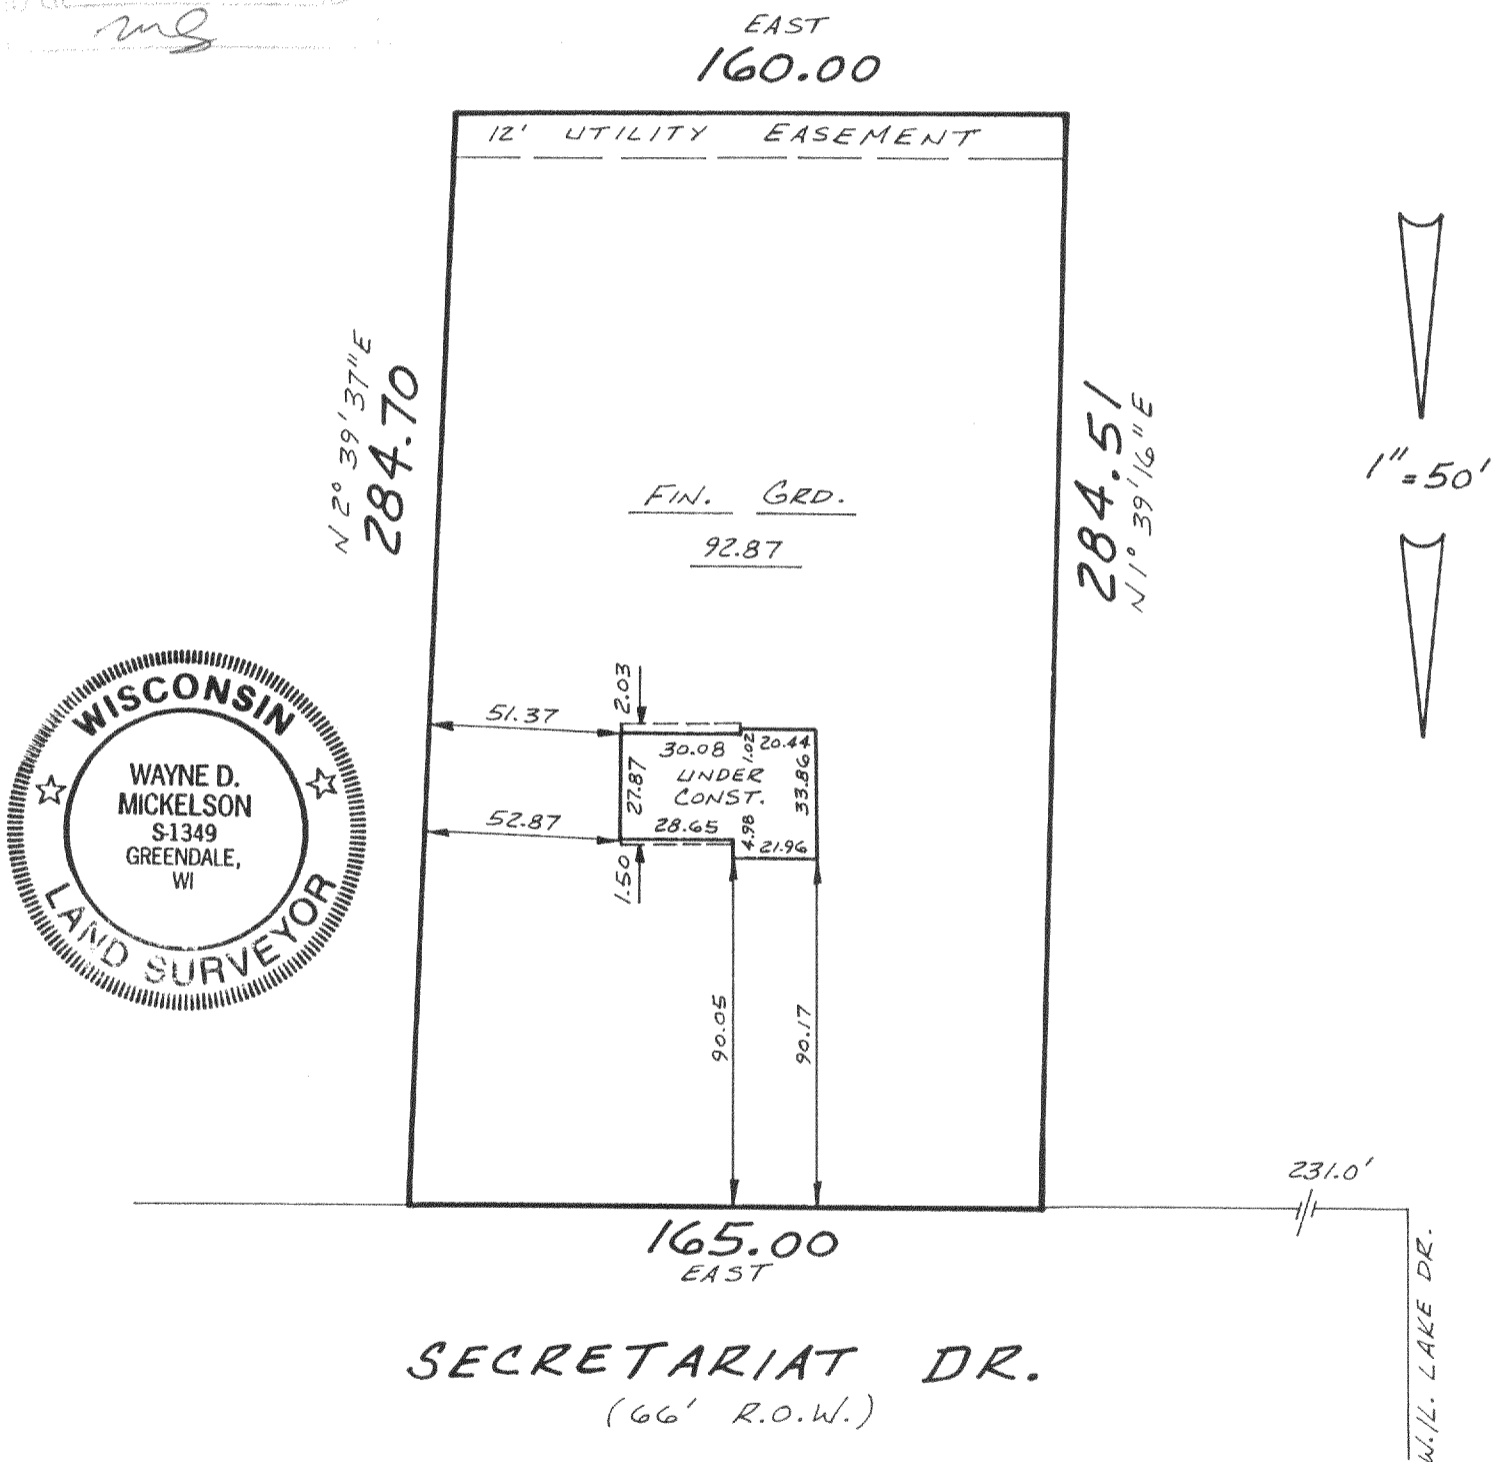 EAST
160.00
12' UTILITY EASEMENT
N 2° 39' 37" E
284.70
284.51
N 1° 39' 16" E
1" = 50'
FIN. GRD.
92.87
2.03
51.37
30.08
1.02
20.44
27.87
UNDER
CONST.
33.86
52.87
28.65
4.98
21.96
1.50
90.05
90.17
WISCONSIN
WAYNE D.
MICKELSON
S-1349
GREENDALE,
WI
LAND SURVEYOR
231.0'
165.00
EAST
W./L. LAKE DR.
SECRETARIAT DR.
(66' R.O.W.)